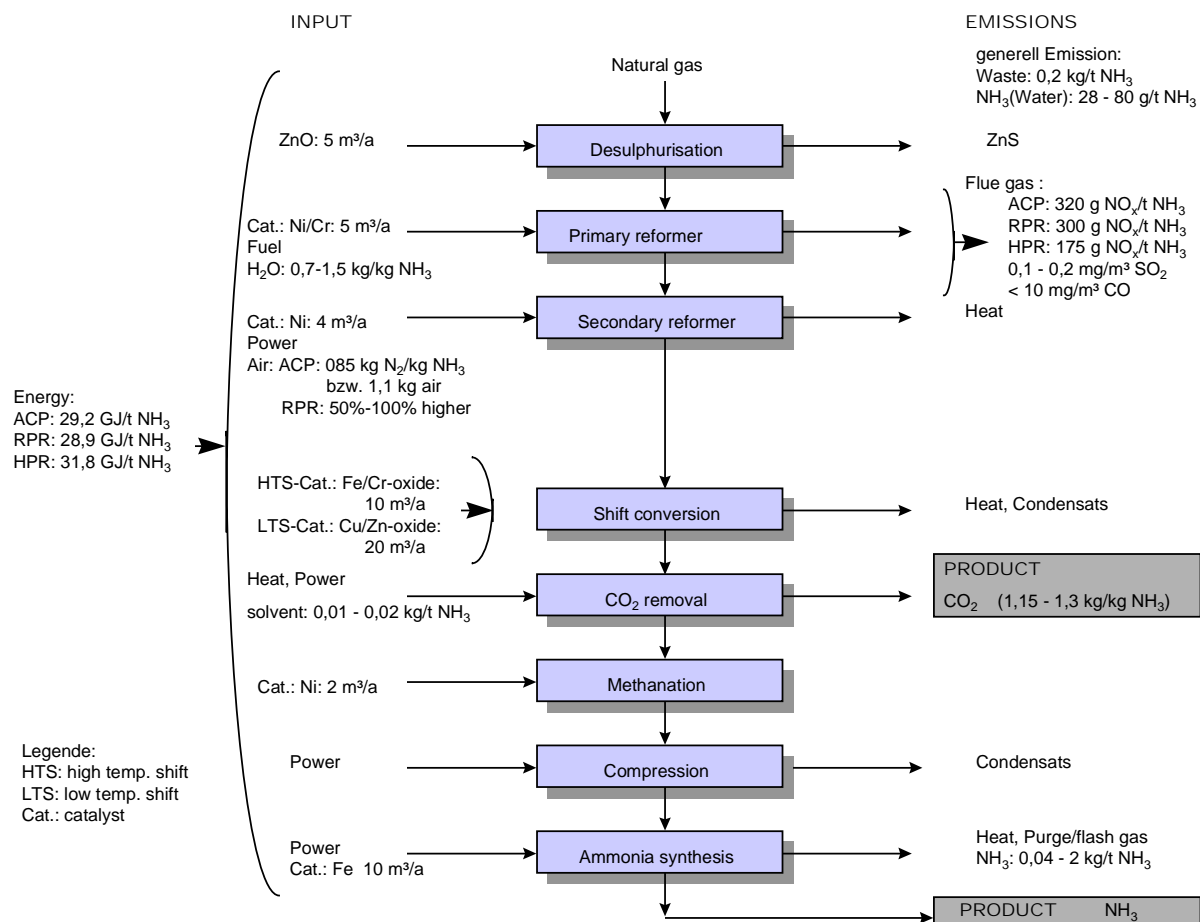 INPUT
EMISSIONS
generell Emission:
Waste: 0,2 kg/t NH₃
NH₃(Water): 28 - 80 g/t NH₃
Natural gas
ZnO: 5 m³/a
Desulphurisation
ZnS
Flue gas :
ACP: 320 g NOₓ/t NH₃
RPR: 300 g NOₓ/t NH₃
HPR: 175 g NOₓ/t NH₃
0,1 - 0,2 mg/m³ SO₂
< 10 mg/m³ CO
Cat.: Ni/Cr: 5 m³/a
Fuel
H₂O: 0,7-1,5 kg/kg NH₃
Primary reformer
Heat
Cat.: Ni: 4 m³/a
Power
Air: ACP: 085 kg N₂/kg NH₃
bzw. 1,1 kg air
RPR: 50%-100% higher
Secondary reformer
Energy:
ACP: 29,2 GJ/t NH₃
RPR: 28,9 GJ/t NH₃
HPR: 31,8 GJ/t NH₃
HTS-Cat.: Fe/Cr-oxide:
10 m³/a
LTS-Cat.: Cu/Zn-oxide:
20 m³/a
Shift conversion
Heat, Condensats
Heat, Power
solvent: 0,01 - 0,02 kg/t NH₃
CO₂ removal
PRODUCT
CO₂ (1,15 - 1,3 kg/kg NH₃)
Cat.: Ni: 2 m³/a
Methanation
Legende:
HTS: high temp. shift
LTS: low temp. shift
Cat.: catalyst
Power
Compression
Condensats
Power
Cat.: Fe 10 m³/a
Ammonia synthesis
Heat, Purge/flash gas
NH₃: 0,04 - 2 kg/t NH₃
PRODUCT NH₃